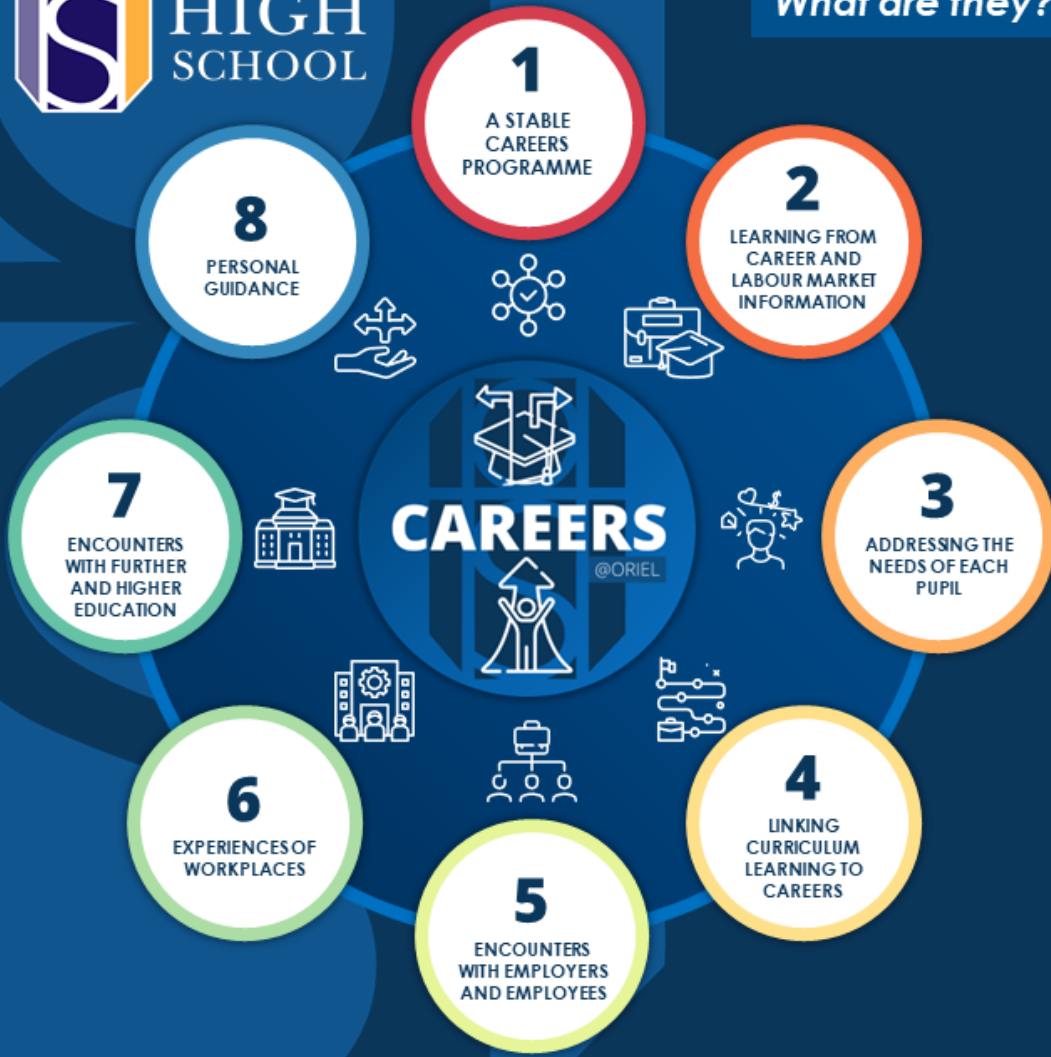 HIGH
SCHOOL
What are they?
1
A STABLE
CAREERS
PROGRAMME
2
LEARNING FROM
CAREER AND
LABOUR MARKET
INFORMATION
3
ADDRESSING THE
NEEDS OF EACH
PUPIL
4
LINKING
CURRICULUM
LEARNING TO
CAREERS
5
ENCOUNTERS
WITH EMPLOYERS
AND EMPLOYEES
6
EXPERIENCES OF
WORKPLACES
7
ENCOUNTERS
WITH FURTHER
AND HIGHER
EDUCATION
8
PERSONAL
GUIDANCE
CAREERS
@ORIEL